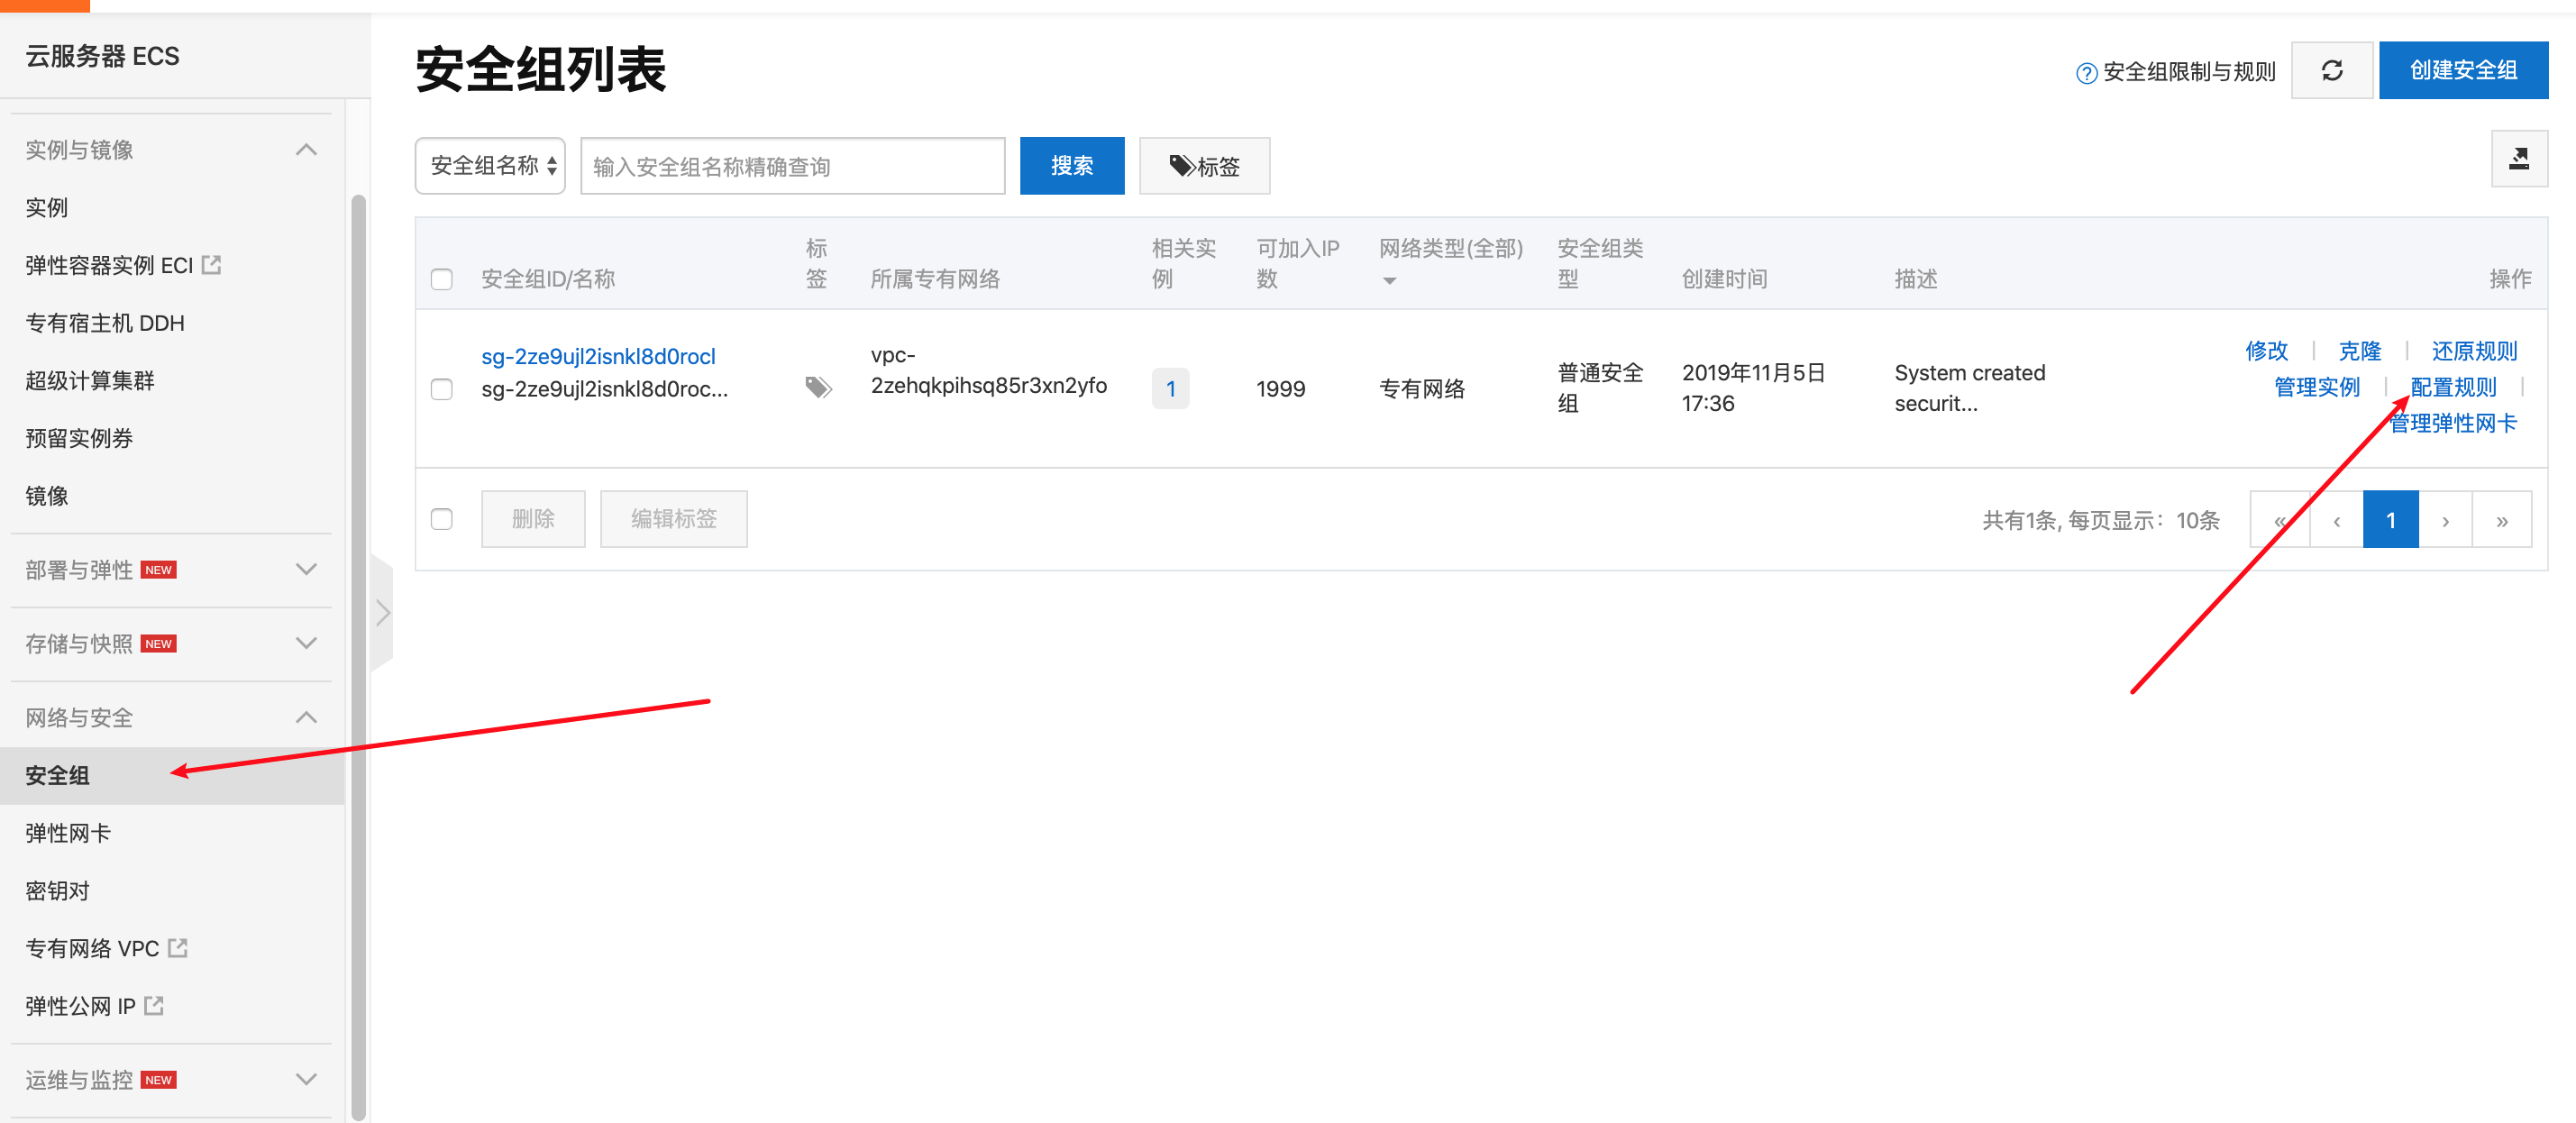 云服务器 ECS
实例与镜像
实例
弹性容器实例 ECI
专有宿主机 DDH
超级计算集群
预留实例券
镜像
部署与弹性 NEW
存储与快照 NEW
网络与安全
安全组
弹性网卡
密钥对
专有网络 VPC
弹性公网 IP
运维与监控 NEW
安全组列表
? 安全组限制与规则
创建安全组
安全组名称
输入安全组名称精确查询
搜索
标签
安全组ID/名称
标
签
所属专有网络
相关实
例
可加入IP
数
网络类型(全部)
安全组类
型
创建时间
描述
操作
sg-2ze9ujl2isnkl8d0rocl
sg-2ze9ujl2isnkl8d0roc...
vpc-
2zehqkpihsq85r3xn2yfo
1
1999
专有网络
普通安全
组
2019年11月5日
17:36
System created
securit...
修改 | 克隆 | 还原规则
管理实例 | 配置规则 |
管理弹性网卡
删除
编辑标签
共有1条, 每页显示：10条
« ‹ 1 › »